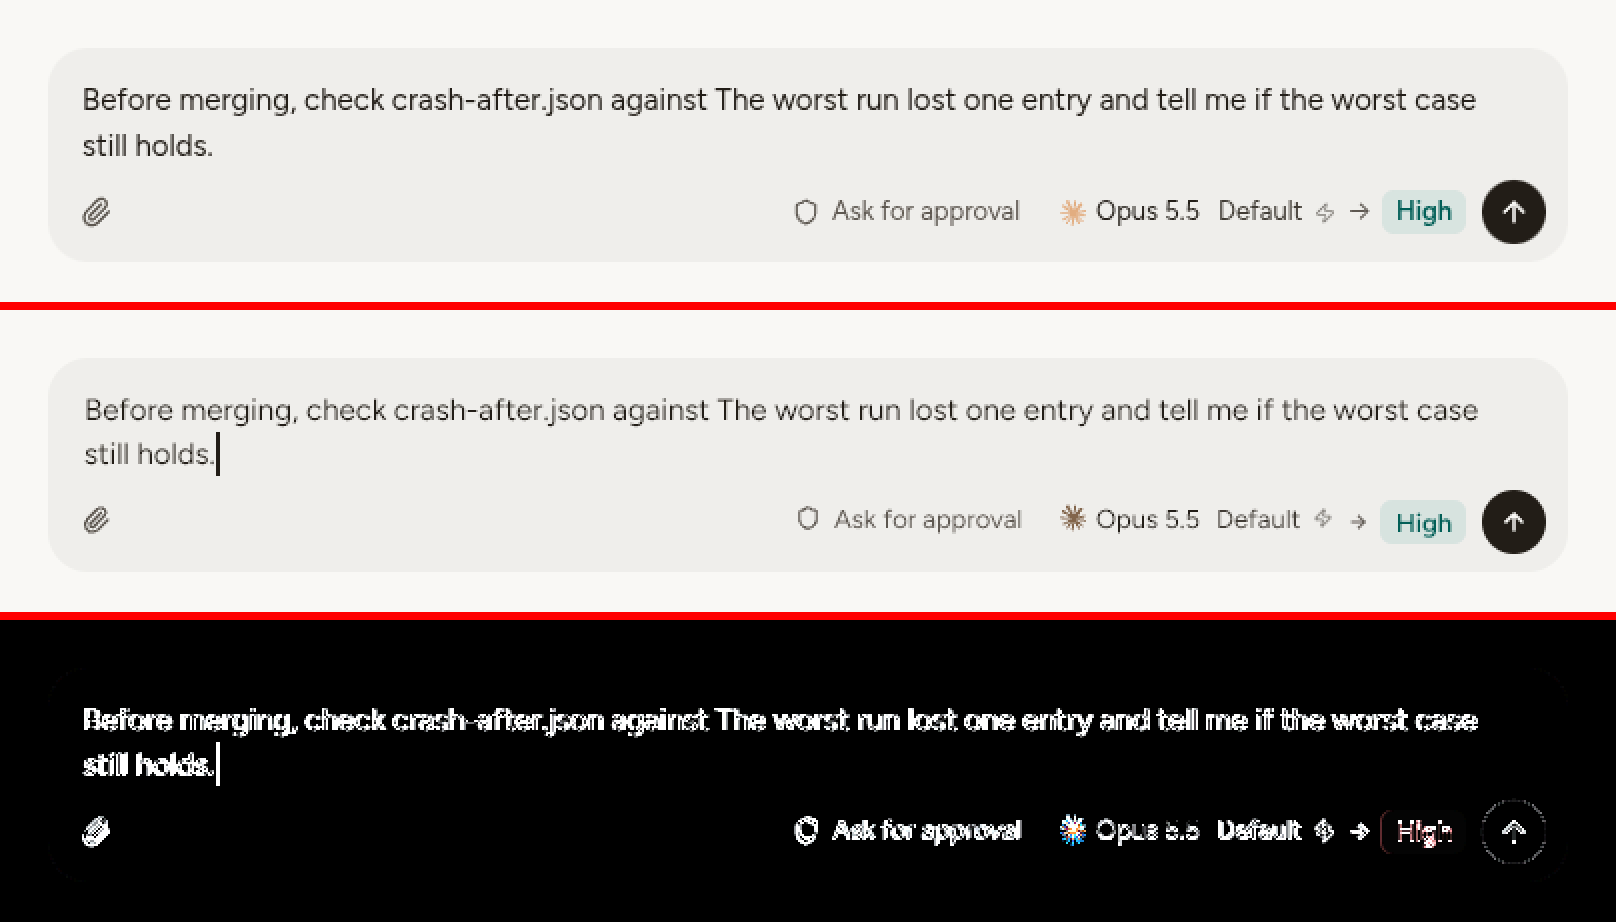 Before merging, check crash-after.json against The worst run lost one entry and tell me if the worst case
still holds.
Ask for approval Opus 5.5 Default → High
Before merging, check crash-after.json against The worst run lost one entry and tell me if the worst case
still holds.
Ask for approval Opus 5.5 Default → High
Before merging, check crash-after.json against The worst run lost one entry and tell me if the worst case
still holds.
Ask for approval Opus 5.5 Default → High